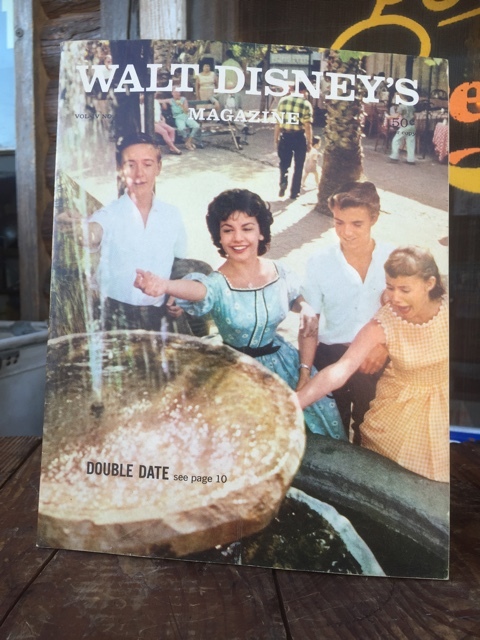 WALT DISNEY'S
MAGAZINE
50¢
DOUBLE DATE see page 10